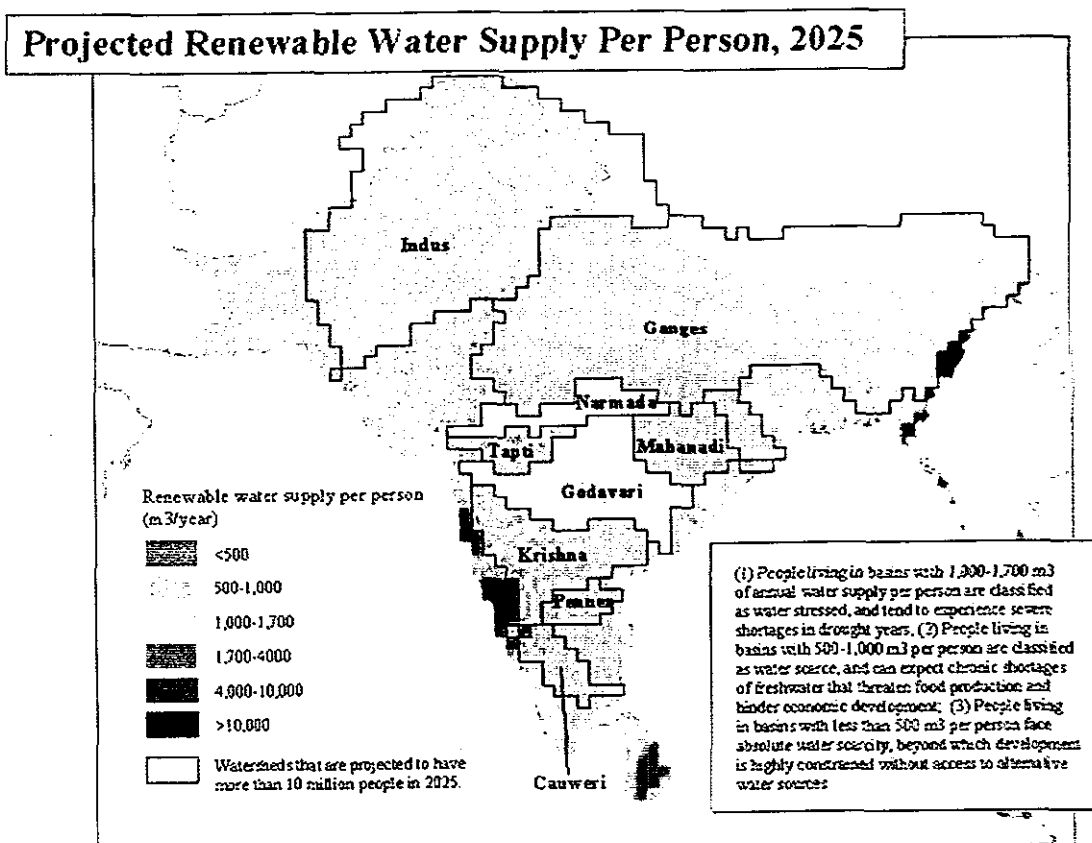 Projected Renewable Water Supply Per Person, 2025
Indus
Ganges
Narmada
Tapti
Mahanadi
Godavari
Krishna
Penner
Cauweri
Renewable water supply per person
(m3/year)
<500
500-1,000
1,000-1,700
1,700-4000
4,000-10,000
>10,000
Watersheds that are projected to have
more than 10 million people in 2025.
(1) People living in basins with 1,000-1,700 m3
of annual water supply per person are classified
as water stressed, and tend to experience severe
shortages in drought years, (2) People living in
basins with 500-1,000 m3 per person are classified
as water scarce, and can expect chronic shortages
of freshwater that threaten food production and
hinder economic development; (3) People living
in basins with less than 500 m3 per person face
absolute water scarcity, beyond which development
is highly constrained without access to alternative
water sources